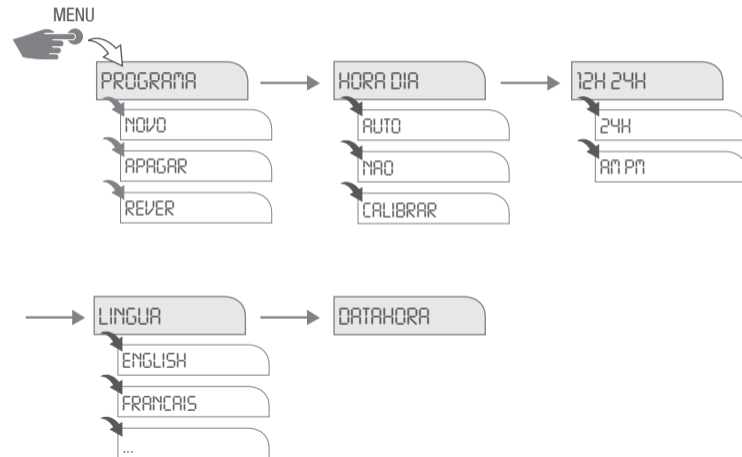 MENU
PROGRAMA
NOVO
APAGAR
REVER
HORA DIA
AUTO
NAO
CALIBRAR
12H 24H
24H
AM PM
LINGUA
ENGLISH
FRANCAIS
...
DATAHORA